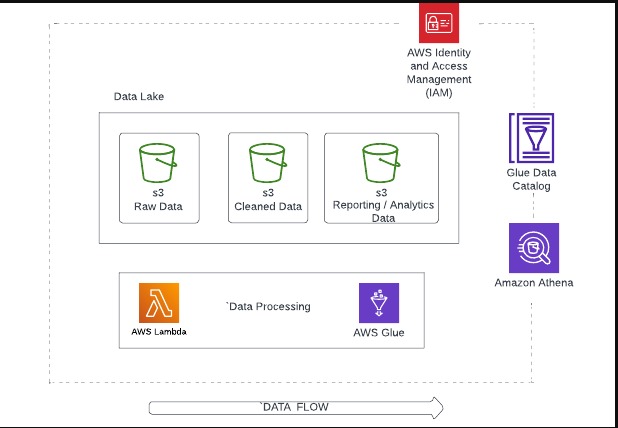 AWS Identity
and Access
Management
(IAM)
Data Lake
s3
Raw Data
s3
Cleaned Data
s3
Reporting / Analytics
Data
Glue Data
Catalog
Amazon Athena
`Data Processing
AWS Lambda
AWS Glue
`DATA FLOW